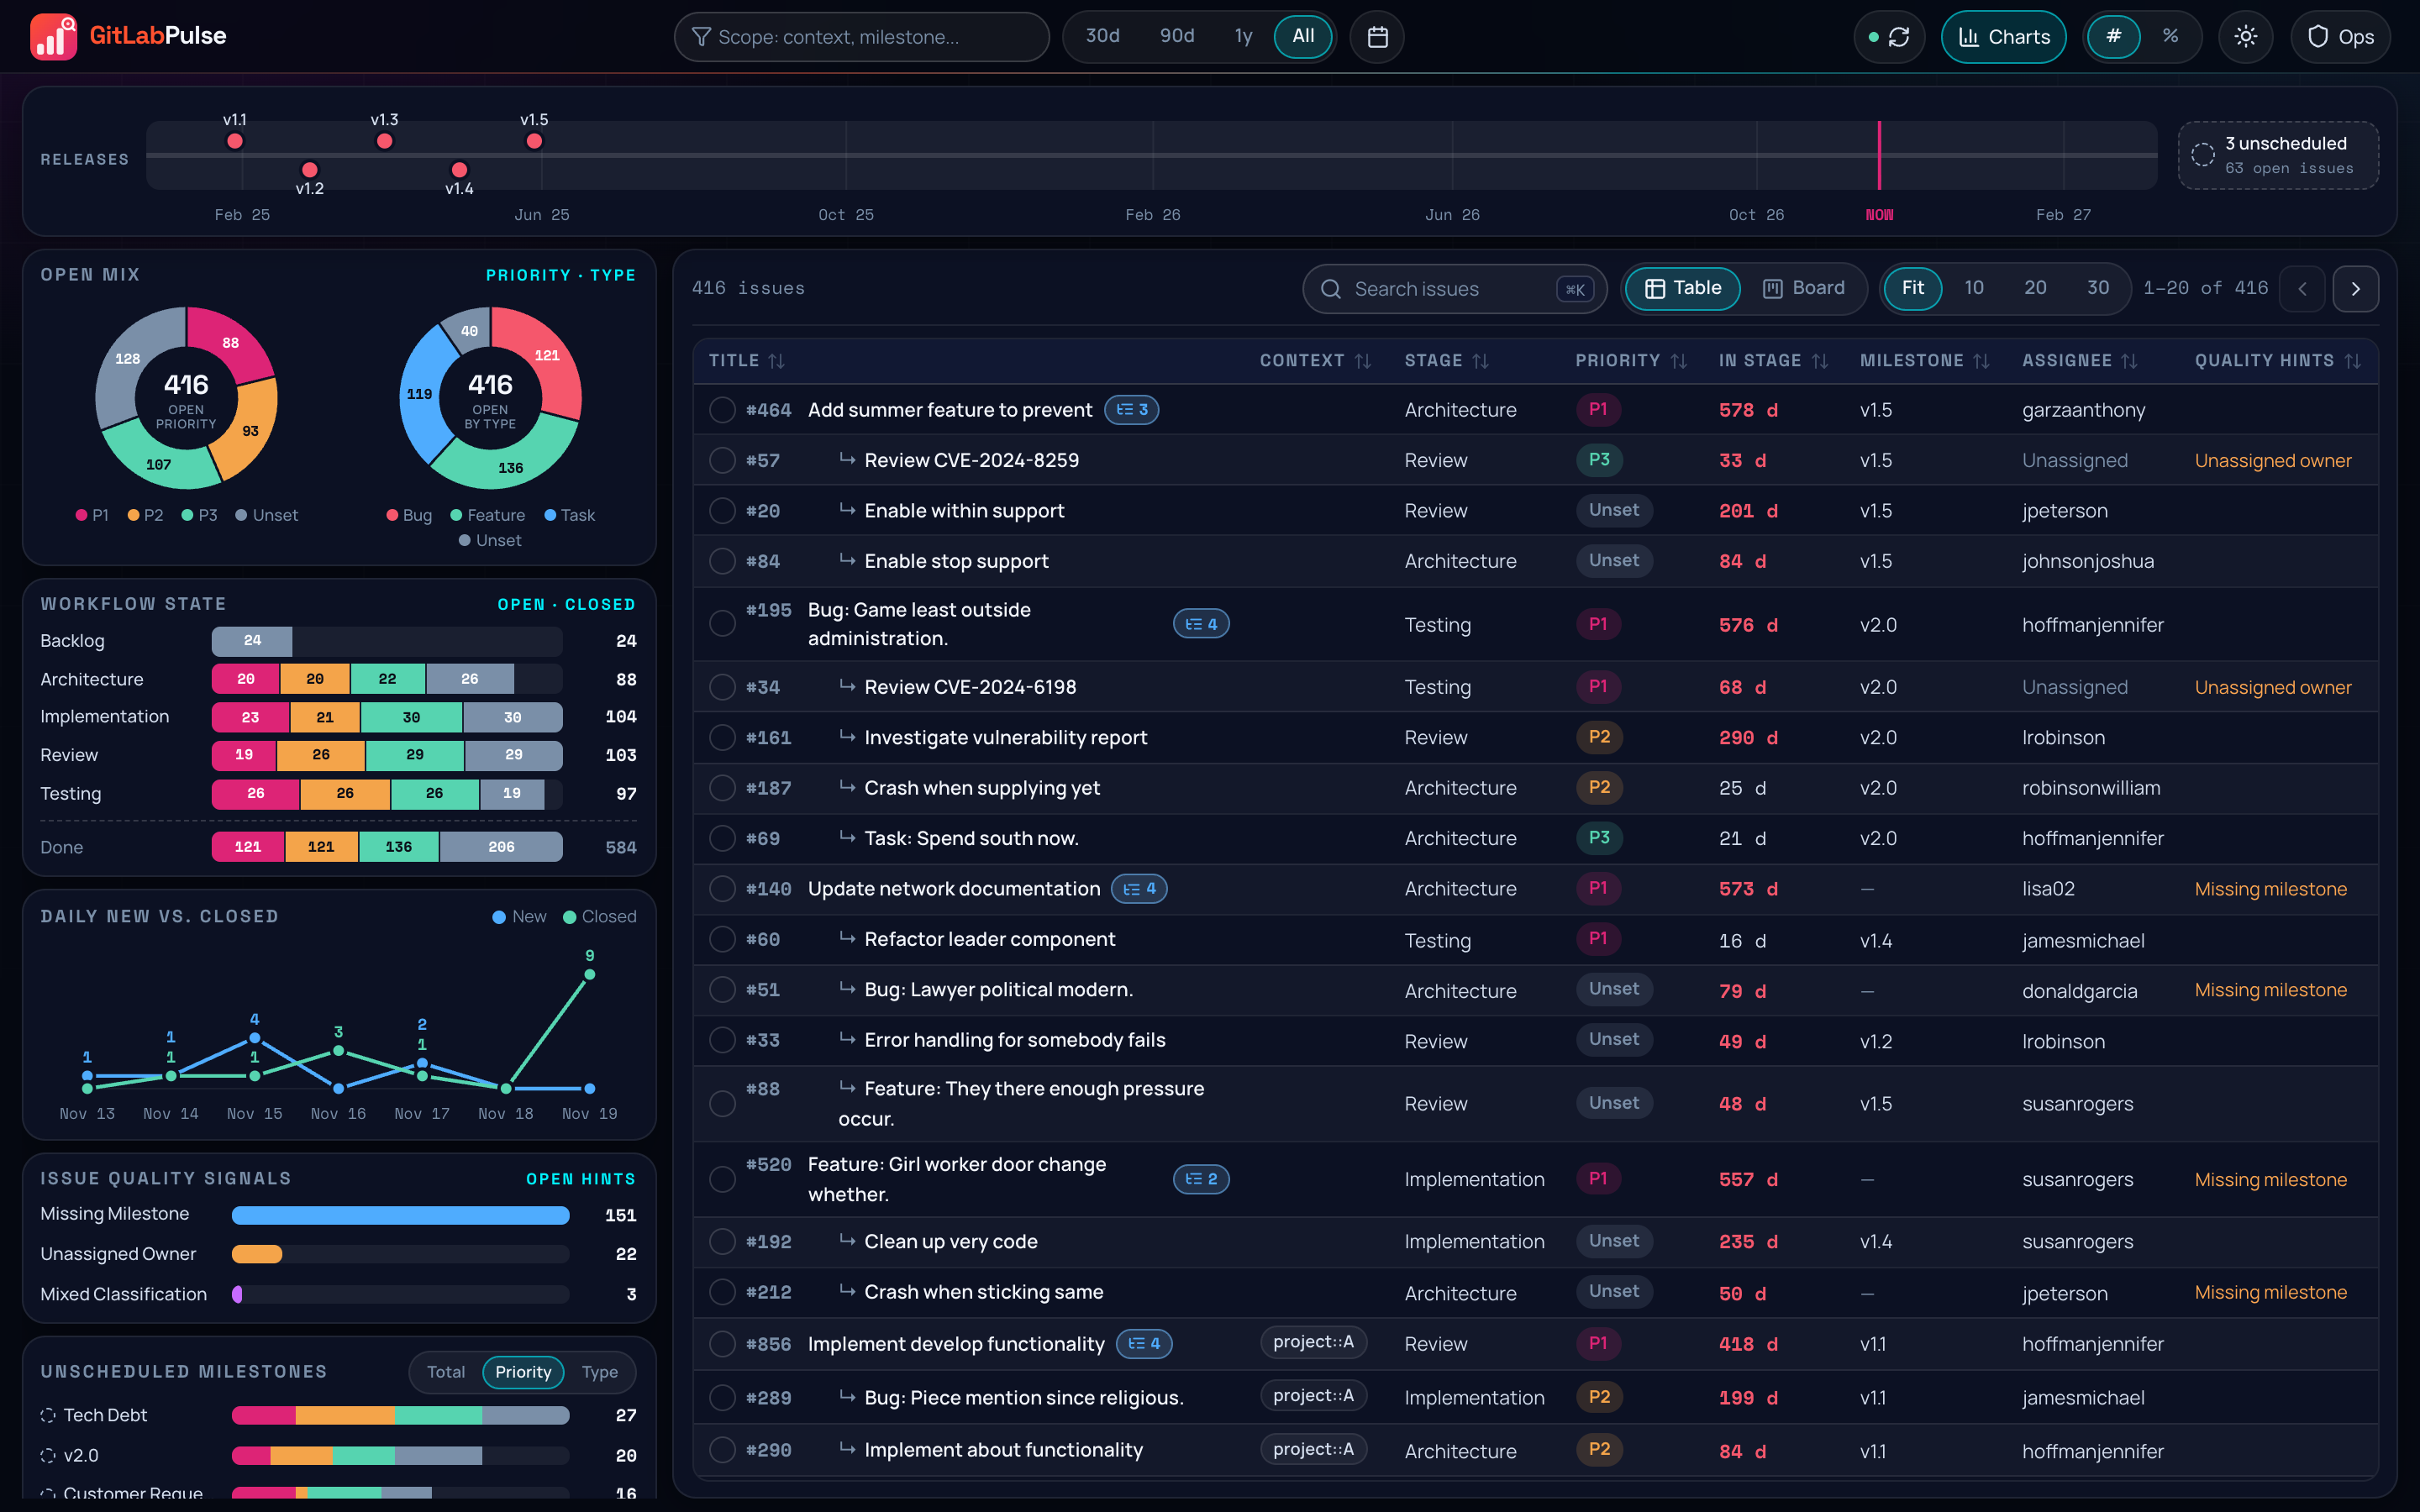 GitLabPulse
Scope: context, milestone...
30d 90d 1y All
Charts
# %
Ops
RELEASES
v1.1 v1.3 v1.5
v1.2 v1.4
Feb 25 Jun 25 Oct 25 Feb 26 Jun 26 Oct 26 NOW Feb 27
3 unscheduled
63 open issues
OPEN MIX PRIORITY · TYPE
88
93
107
128
416
OPEN
PRIORITY
P1 P2 P3 Unset
40
121
119
136
416
OPEN
BY TYPE
Bug Feature Task
Unset
WORKFLOW STATE OPEN · CLOSED
Backlog 24 24
Architecture 20 20 22 26 88
Implementation 23 21 30 30 104
Review 19 26 29 29 103
Testing 26 26 26 19 97
Done 121 121 136 206 584
DAILY NEW VS. CLOSED New Closed
1 1 1 4 1 3 2 1 9
Nov 13 Nov 14 Nov 15 Nov 16 Nov 17 Nov 18 Nov 19
ISSUE QUALITY SIGNALS OPEN HINTS
Missing Milestone 151
Unassigned Owner 22
Mixed Classification 3
UNSCHEDULED MILESTONES Total Priority Type
Tech Debt 27
v2.0 20
Customer Reque 16
416 issues
Search issues ⌘K
Table Board
Fit 10 20 30
1–20 of 416
TITLE CONTEXT STAGE PRIORITY IN STAGE MILESTONE ASSIGNEE QUALITY HINTS
#464 Add summer feature to prevent 3 Architecture P1 578 d v1.5 garzaanthony
#57 ↳ Review CVE-2024-8259 Review P3 33 d v1.5 Unassigned Unassigned owner
#20 ↳ Enable within support Review Unset 201 d v1.5 jpeterson
#84 ↳ Enable stop support Architecture Unset 84 d v1.5 johnsonjoshua
#195 Bug: Game least outside
administration. 4 Testing P1 576 d v2.0 hoffmanjennifer
#34 ↳ Review CVE-2024-6198 Testing P1 68 d v2.0 Unassigned Unassigned owner
#161 ↳ Investigate vulnerability report Review P2 290 d v2.0 lrobinson
#187 ↳ Crash when supplying yet Architecture P2 25 d v2.0 robinsonwilliam
#69 ↳ Task: Spend south now. Architecture P3 21 d v2.0 hoffmanjennifer
#140 Update network documentation 4 Architecture P1 573 d – lisa02 Missing milestone
#60 ↳ Refactor leader component Testing P1 16 d v1.4 jamesmichael
#51 ↳ Bug: Lawyer political modern. Architecture Unset 79 d – donaldgarcia Missing milestone
#33 ↳ Error handling for somebody fails Review Unset 49 d v1.2 lrobinson
#88 ↳ Feature: They there enough pressure
occur. Review Unset 48 d v1.5 susanrogers
#520 Feature: Girl worker door change
whether. 2 Implementation P1 557 d – susanrogers Missing milestone
#192 ↳ Clean up very code Implementation Unset 235 d v1.4 susanrogers
#212 ↳ Crash when sticking same Architecture Unset 50 d – jpeterson Missing milestone
#856 Implement develop functionality 4 project::A Review P1 418 d v1.1 hoffmanjennifer
#289 ↳ Bug: Piece mention since religious. project::A Implementation P2 199 d v1.1 jamesmichael
#290 ↳ Implement about functionality project::A Architecture P2 84 d v1.1 hoffmanjennifer